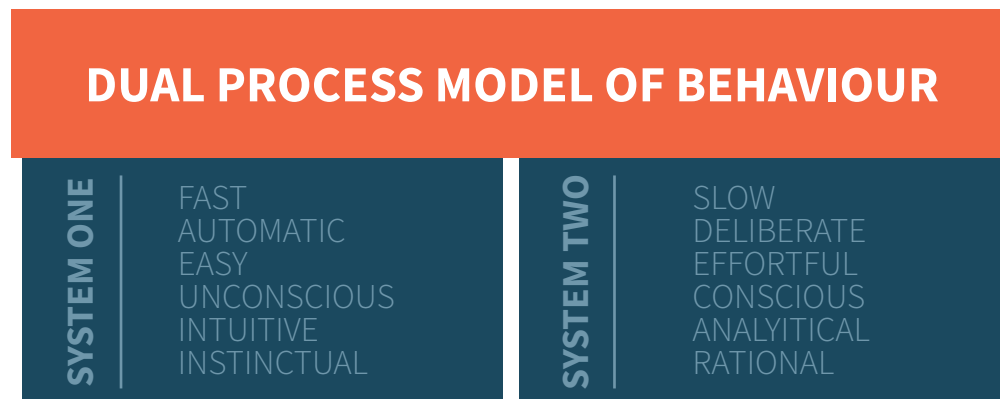 DUAL PROCESS MODEL OF BEHAVIOUR
SYSTEM ONE
FAST
AUTOMATIC
EASY
UNCONSCIOUS
INTUITIVE
INSTINCTUAL
SYSTEM TWO
SLOW
DELIBERATE
EFFORTFUL
CONSCIOUS
ANALYITICAL
RATIONAL